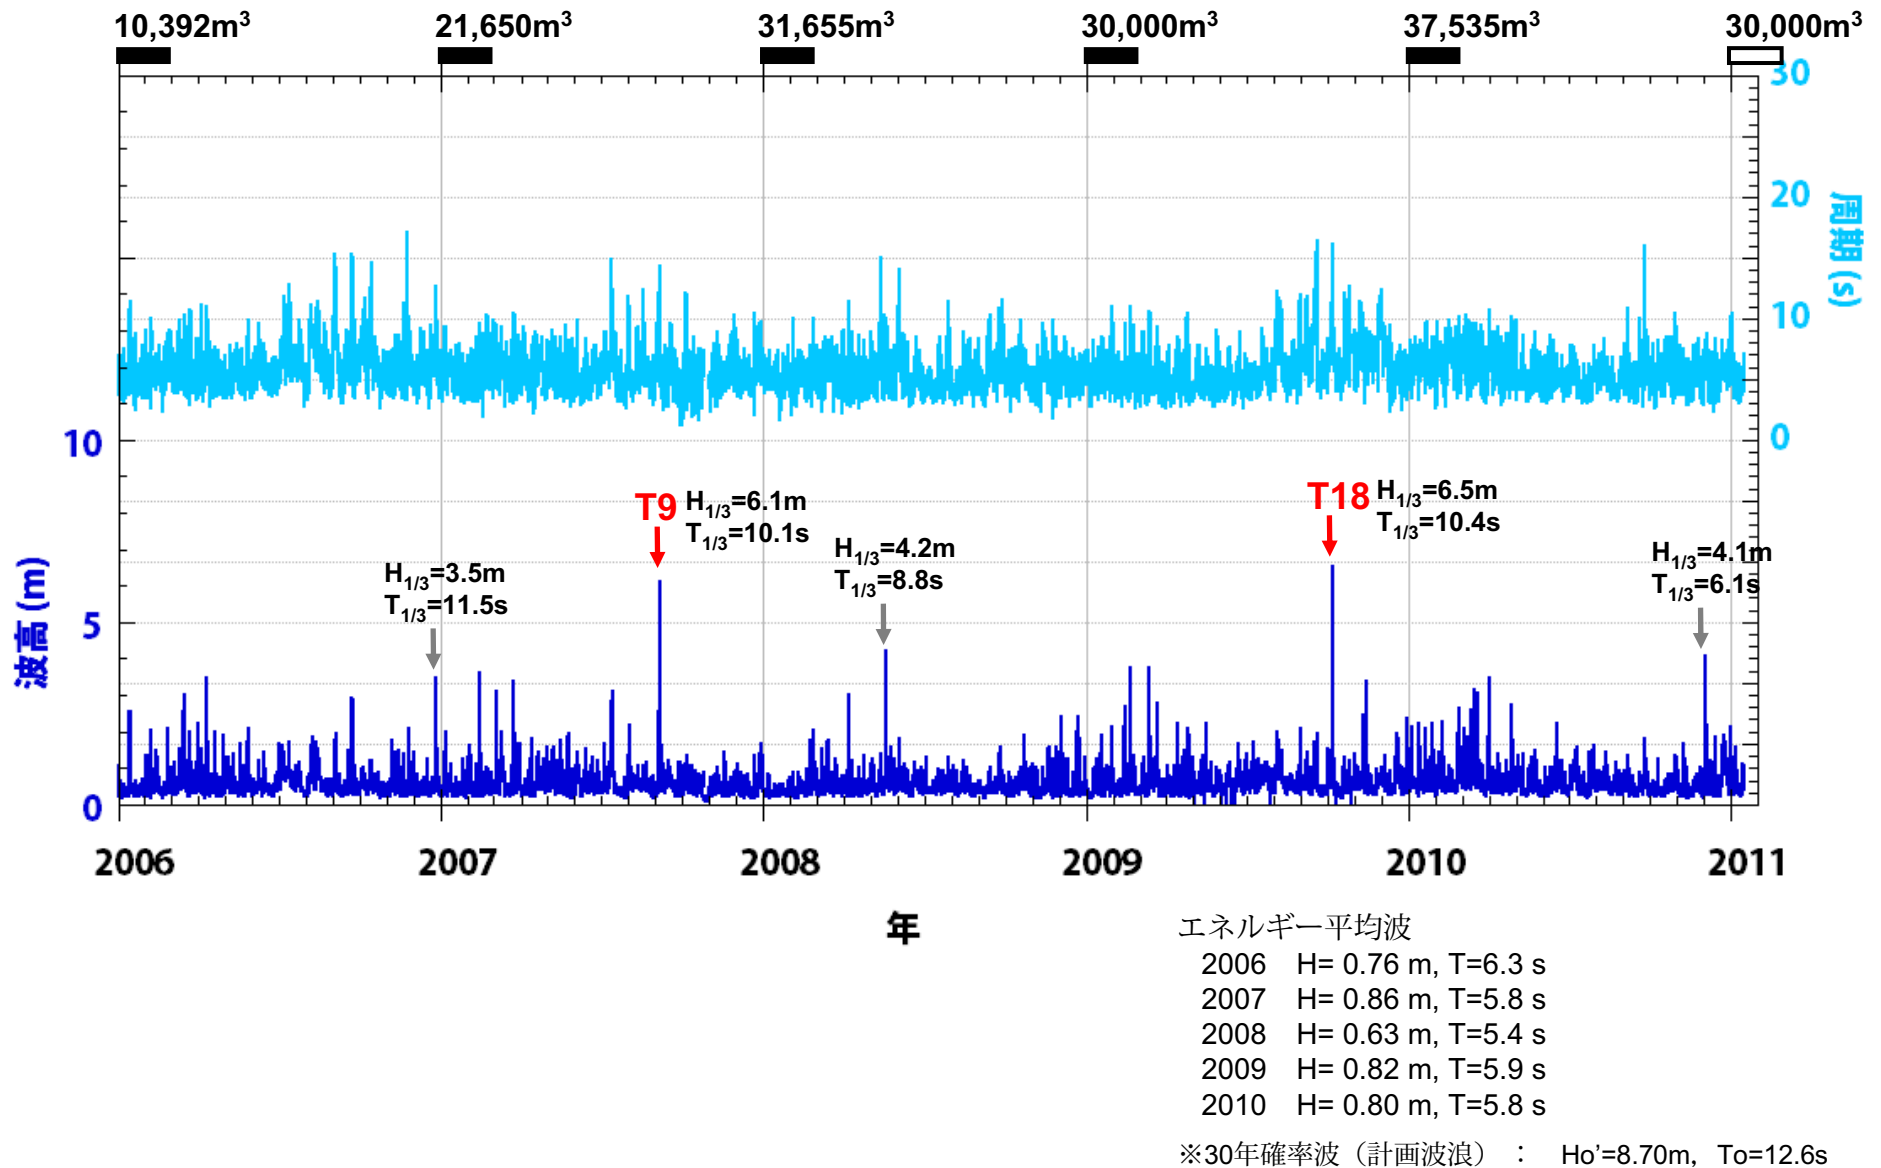 10,392m³ 21,650m³ 31,655m³ 30,000m³ 37,535m³ 30,000m³
30
20
10
0
周期 (s)
10
5
0
波高 (m)
T9 H1/3=6.1m
T1/3=10.1s
T18 H1/3=6.5m
T1/3=10.4s
H1/3=3.5m
T1/3=11.5s
H1/3=4.2m
T1/3=8.8s
H1/3=4.1m
T1/3=6.1s
2006 2007 2008 2009 2010 2011
年
エネルギー平均波
2006 H= 0.76 m, T=6.3 s
2007 H= 0.86 m, T=5.8 s
2008 H= 0.63 m, T=5.4 s
2009 H= 0.82 m, T=5.9 s
2010 H= 0.80 m, T=5.8 s
※30年確率波（計画波浪） ： Ho’=8.70m, To=12.6s